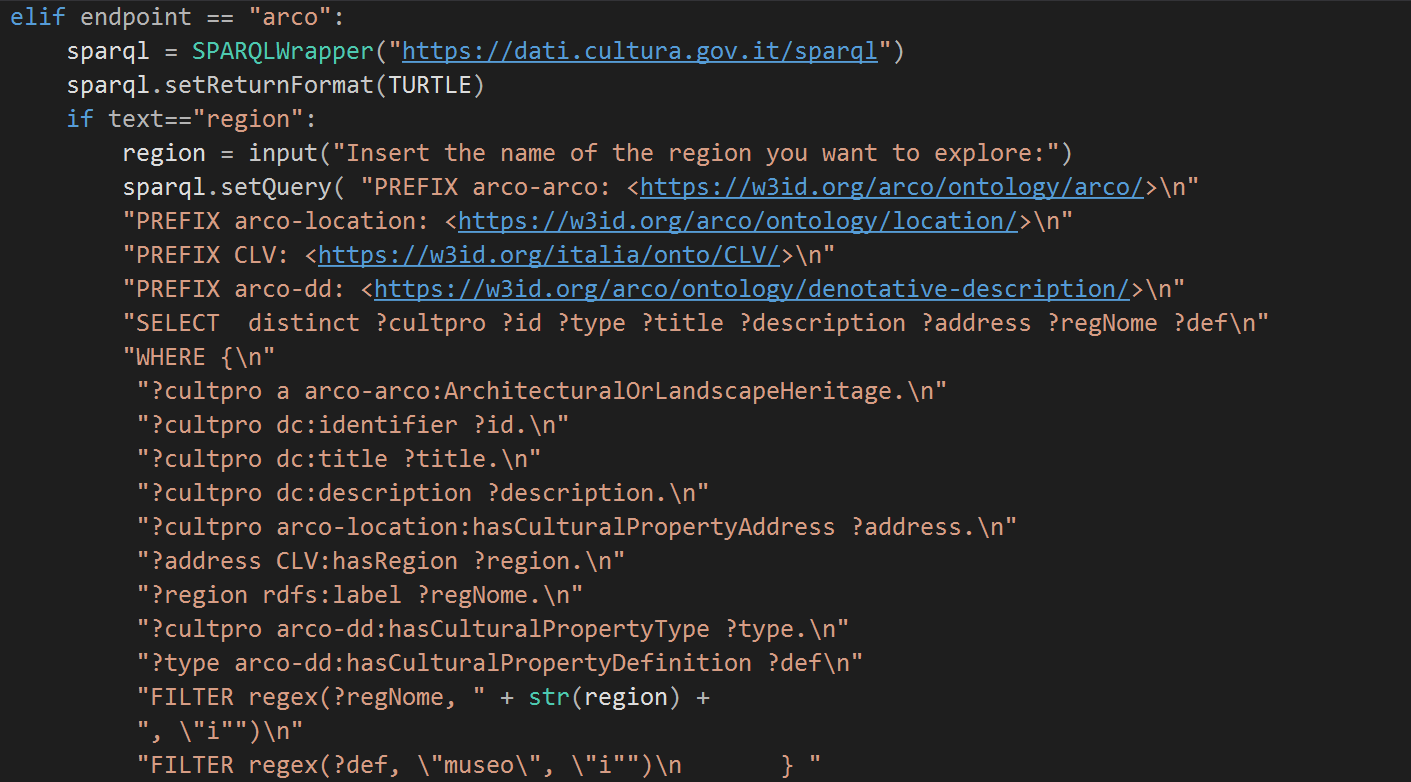 elif endpoint == "arco":
    sparql = SPARQLWrapper("https://dati.cultura.gov.it/sparql")
    sparql.setReturnFormat(TURTLE)
    if text=="region":
        region = input("Insert the name of the region you want to explore:")
        sparql.setQuery( "PREFIX arco-arco: <https://w3id.org/arco/ontology/arco/>\n"
        "PREFIX arco-location: <https://w3id.org/arco/ontology/location/>\n"
        "PREFIX CLV: <https://w3id.org/italia/onto/CLV/>\n"
        "PREFIX arco-dd: <https://w3id.org/arco/ontology/denotative-description/>\n"
        "SELECT  distinct ?cultpro ?id ?type ?title ?description ?address ?regNome ?def\n"
        "WHERE {\n"
         "?cultpro a arco-arco:ArchitecturalOrLandscapeHeritage.\n"
         "?cultpro dc:identifier ?id.\n"
         "?cultpro dc:title ?title.\n"
         "?cultpro dc:description ?description.\n"
         "?cultpro arco-location:hasCulturalPropertyAddress ?address.\n"
         "?address CLV:hasRegion ?region.\n"
         "?region rdfs:label ?regNome.\n"
         "?cultpro arco-dd:hasCulturalPropertyType ?type.\n"
         "?type arco-dd:hasCulturalPropertyDefinition ?def\n"
         "FILTER regex(?regNome, " + str(region) +
         ", \"i"")\n"
         "FILTER regex(?def, \"museo\", \"i"")\n       } "